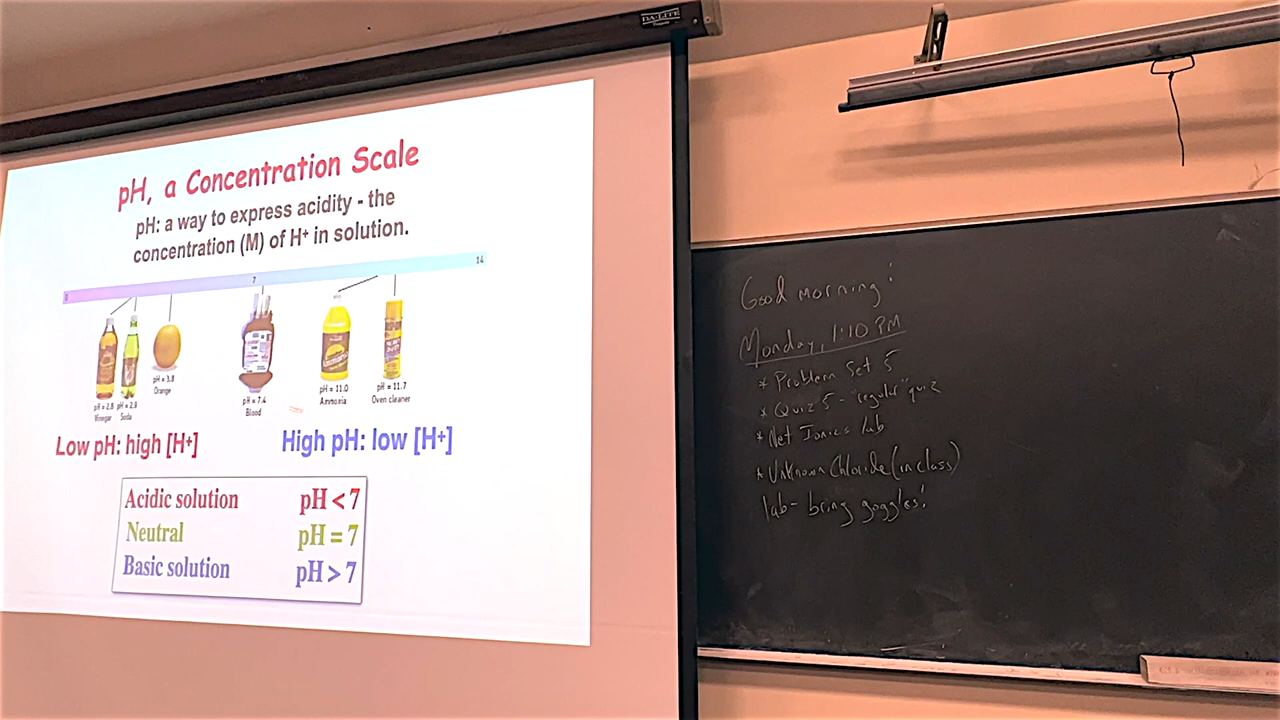 DA-LITE
pH, a Concentration Scale
pH: a way to express acidity - the
concentration (M) of H⁺ in solution.
0 7 14
pH = 2.8
Vinegar
pH = 2.9
Soda
pH = 3.8
Orange
pH = 7.4
Blood
pH = 11.0
Ammonia
pH = 11.7
Oven cleaner
Low pH: high [H⁺]
High pH: low [H⁺]
Acidic solution pH < 7
Neutral pH = 7
Basic solution pH > 7
Good morning!
Monday, 1:10 PM
* Problem Set 5
* Quiz 5 - "regular" quiz
* Net Ionics lab
* Unknown Chloride (in class)
lab - bring goggles!